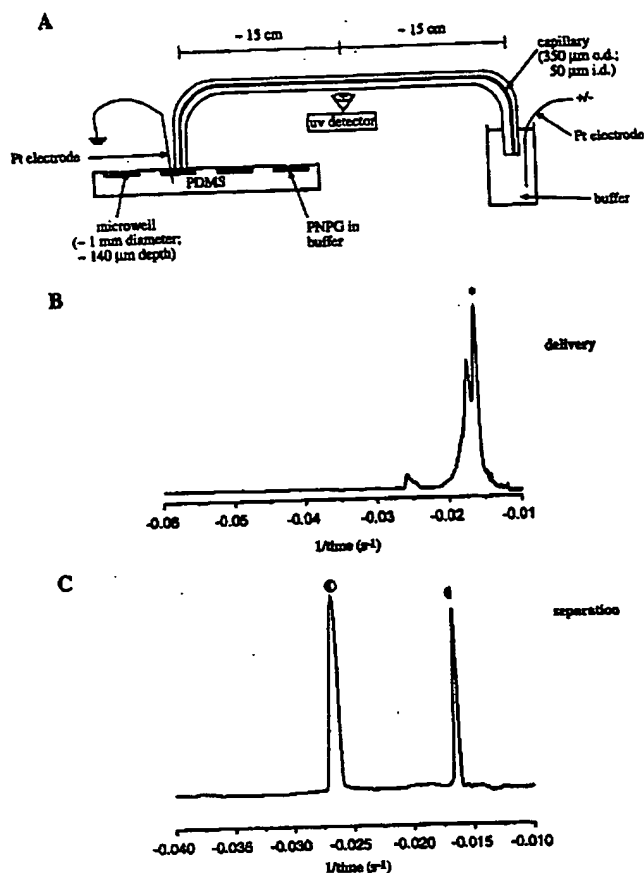 A
~ 15 cm
~ 15 cm
capillary
(350 µm o.d.;
50 µm i.d.)
+/-
Pt electrode
uv detector
Pt electrode
PDMS
buffer
microwell
(~ 1 mm diameter;
~ 140 µm depth)
PNPG in
buffer
B
*
delivery
-0.06 -0.05 -0.04 -0.03 -0.02 -0.01
1/time (s-1)
C
separation
-0.040 -0.035 -0.030 -0.025 -0.020 -0.015 -0.010
1/time (s-1)